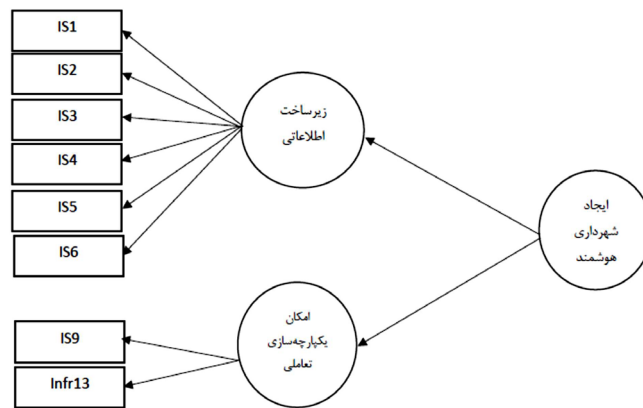 IS1
IS2
IS3
IS4
IS5
IS6
زیرساخت
اطلاعاتی
ایجاد
شهرداری
هوشمند
امکان
یکپارچه‌سازی
تعاملی
IS9
Infr13